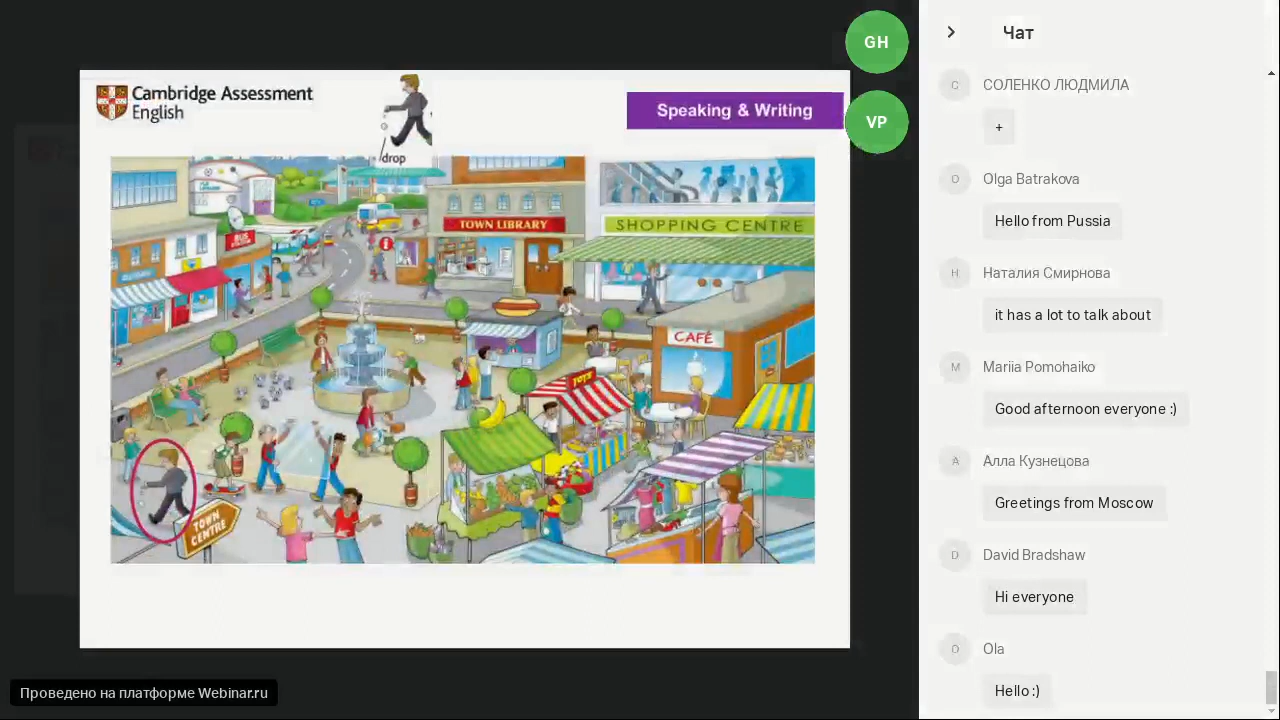 Cambridge Assessment
English
drop
Speaking & Writing
TOWN LIBRARY
SHOPPING CENTRE
BUS
i
CAFÉ
TOYS
TOWN
CENTRE
GH
VP
Чат
С
СОЛЕНКО ЛЮДМИЛА
+
O
Olga Batrakova
Hello from Pussia
Н
Наталия Смирнова
it has a lot to talk about
M
Mariia Pomohaiko
Good afternoon everyone :)
А
Алла Кузнецова
Greetings from Moscow
D
David Bradshaw
Hi everyone
O
Ola
Hello :)
Проведено на платформе Webinar.ru